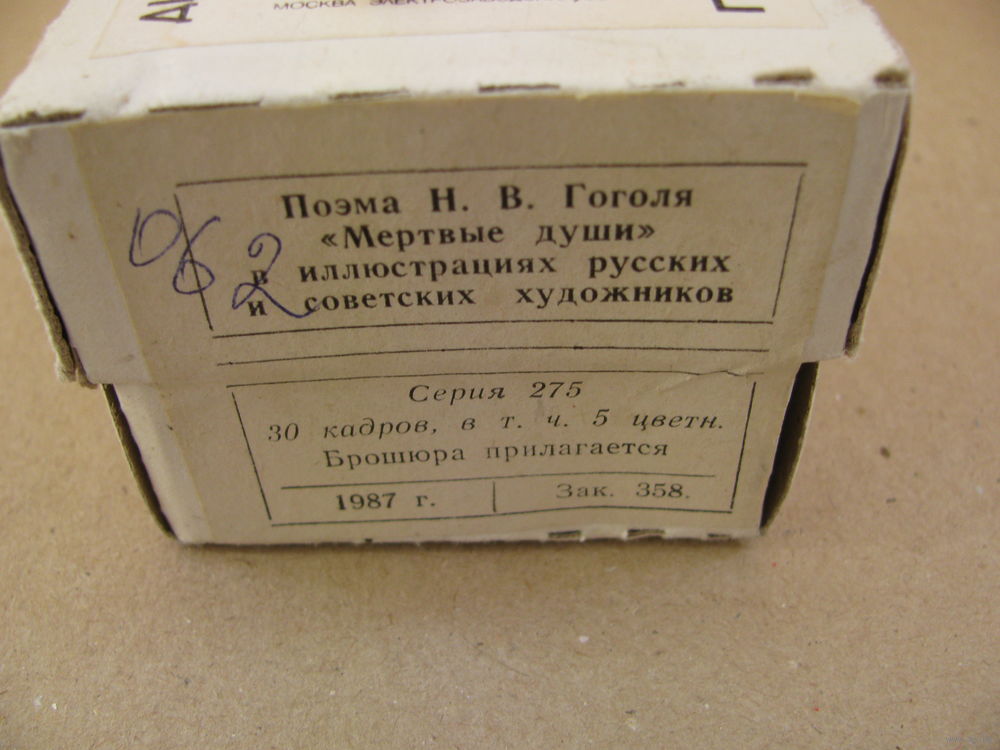 МОСКВА
Поэма Н. В. Гоголя
«Мертвые души»
в иллюстрациях русских
и советских художников
Серия 275
30 кадров, в т. ч. 5 цветн.
Брошюра прилагается
1987 г.
Зак. 358.